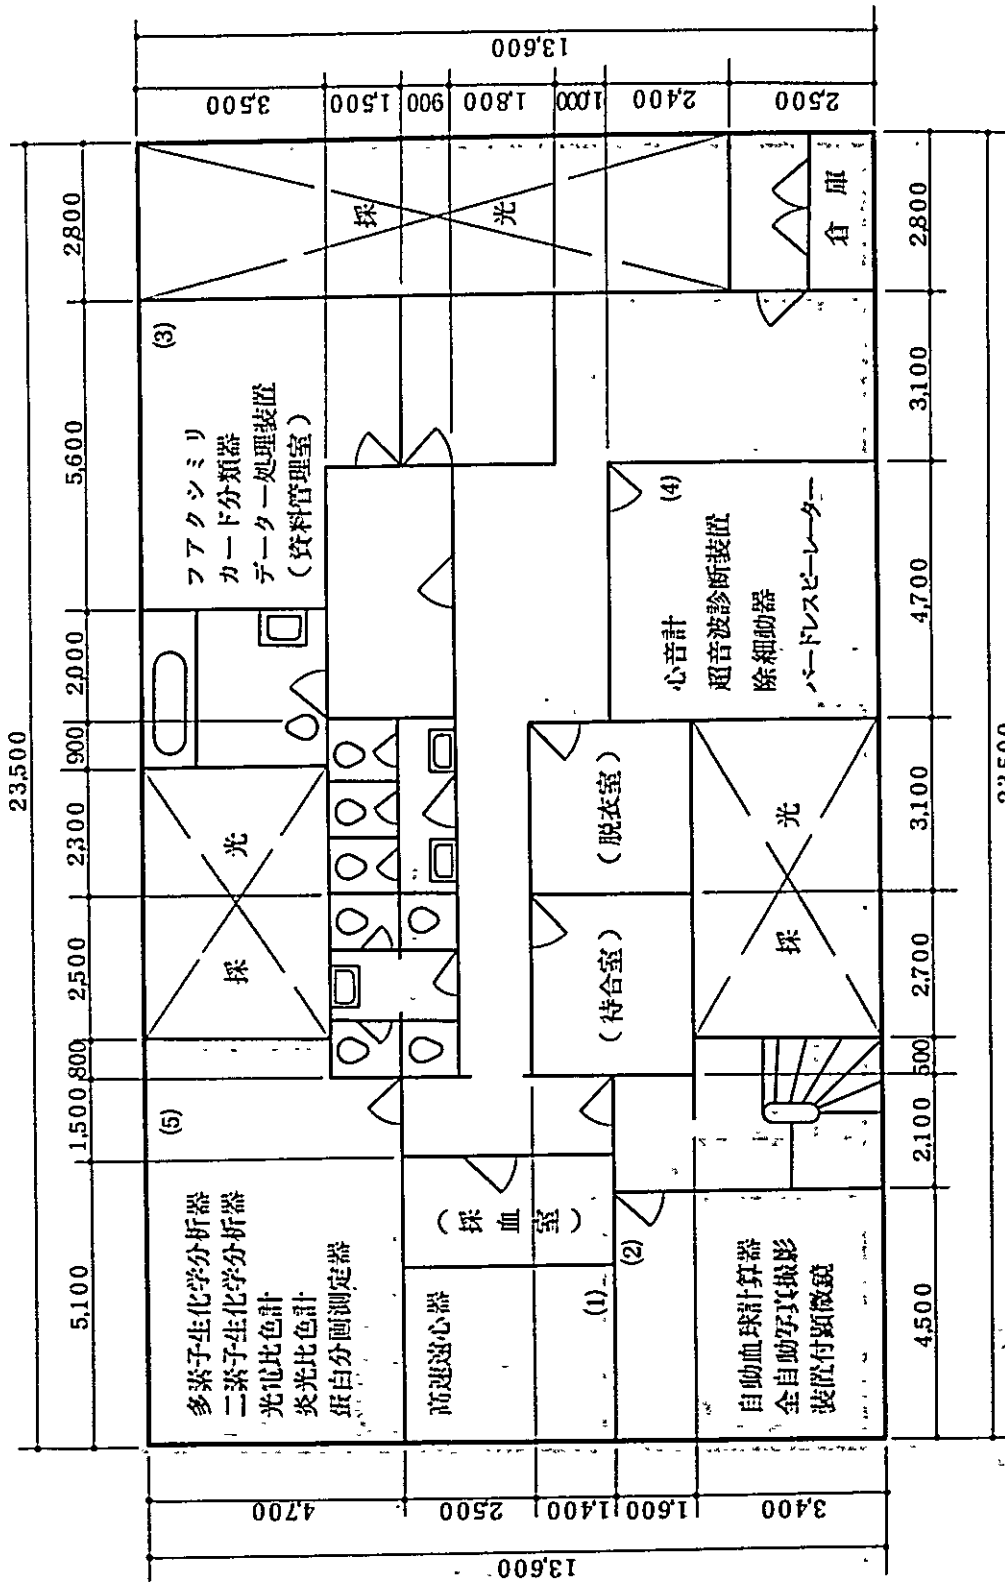 23,500
5,100
1,500
800
2,500
2,300
900
2,000
5,600
2,800
13,600
3,500
1,500
900
1,800
1,000
2,400
2,500
採光
採光
(3)
フアクシミリ
カード分類器
データー処理装置
(資料管理室)
倉庫
(4)
心音計
超音波診断装置
除細動器
バードレスピレーター
(脱衣室)
(待合室)
採光
(5)
多素子生化学分析器
二素子生化学分析器
光電比色計
炎光比色計
蛋白分画測定器
(採血室)
(1)
高速遠心器
(2)
自動血球計算器
全自動写真撮影
装置付顕微鏡
4,700
2,500
1,400
1,600
3,400
13,600
4,500
2,100
600
2,700
3,100
4,700
3,100
2,800
23,500